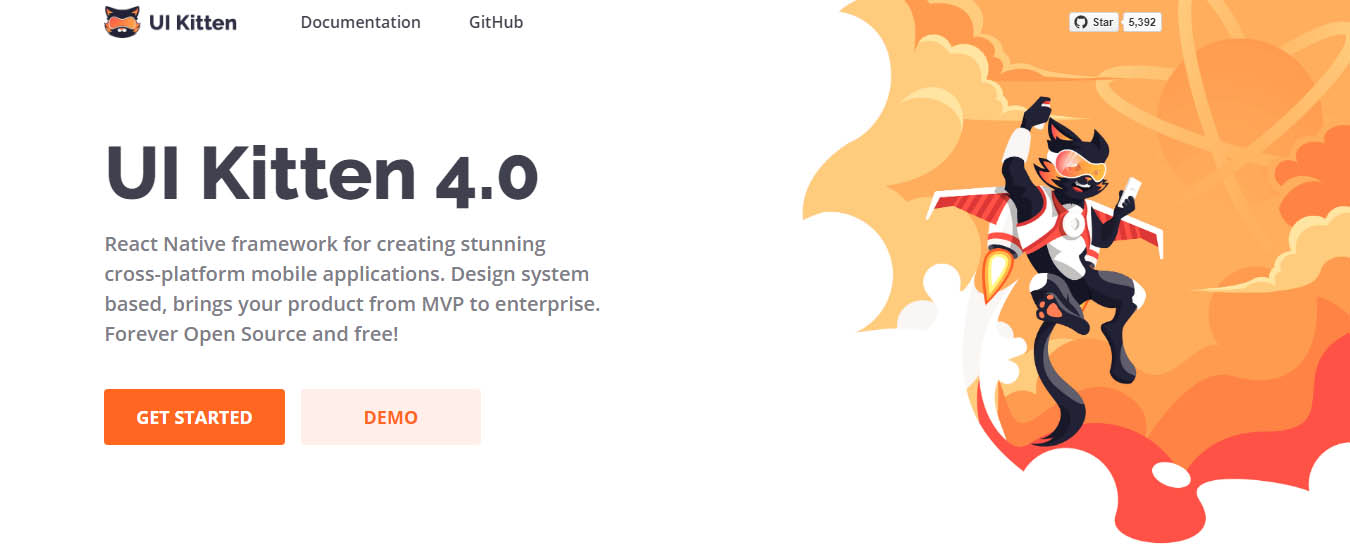 UI Kitten
Documentation
GitHub
Star
5,392
UI Kitten 4.0
React Native framework for creating stunning
cross-platform mobile applications. Design system
based, brings your product from MVP to enterprise.
Forever Open Source and free!
GET STARTED
DEMO